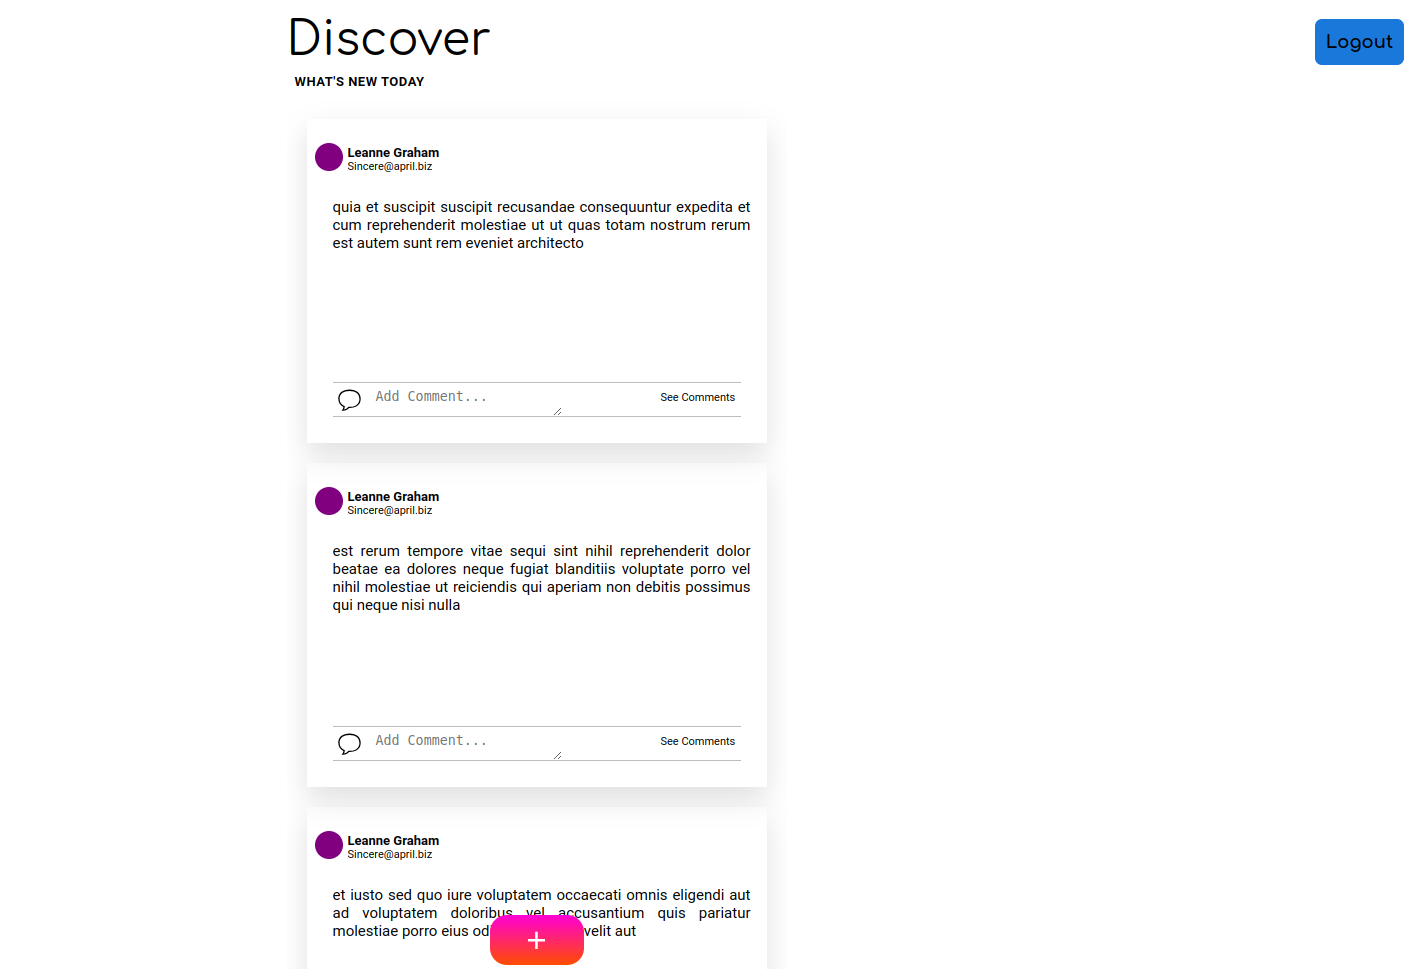 Discover
Logout
WHAT'S NEW TODAY
Leanne Graham
Sincere@april.biz
quia et suscipit suscipit recusandae consequuntur expedita et
cum reprehenderit molestiae ut ut quas totam nostrum rerum
est autem sunt rem eveniet architecto
Add Comment...
See Comments
Leanne Graham
Sincere@april.biz
est rerum tempore vitae sequi sint nihil reprehenderit dolor
beatae ea dolores neque fugiat blanditiis voluptate porro vel
nihil molestiae ut reiciendis qui aperiam non debitis possimus
qui neque nisi nulla
Add Comment...
See Comments
Leanne Graham
Sincere@april.biz
et iusto sed quo iure voluptatem occaecati omnis eligendi aut
ad voluptatem doloribus vel accusantium quis pariatur
molestiae porro eius velit aut
+